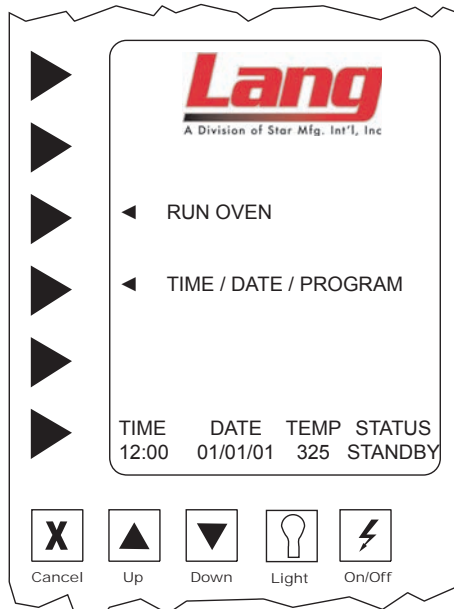 Lang
A Division of Star Mfg. Int'l, Inc
◄ RUN OVEN
◄ TIME / DATE / PROGRAM
TIME DATE TEMP STATUS
12:00 01/01/01 325 STANDBY
X
Cancel Up Down Light On/Off